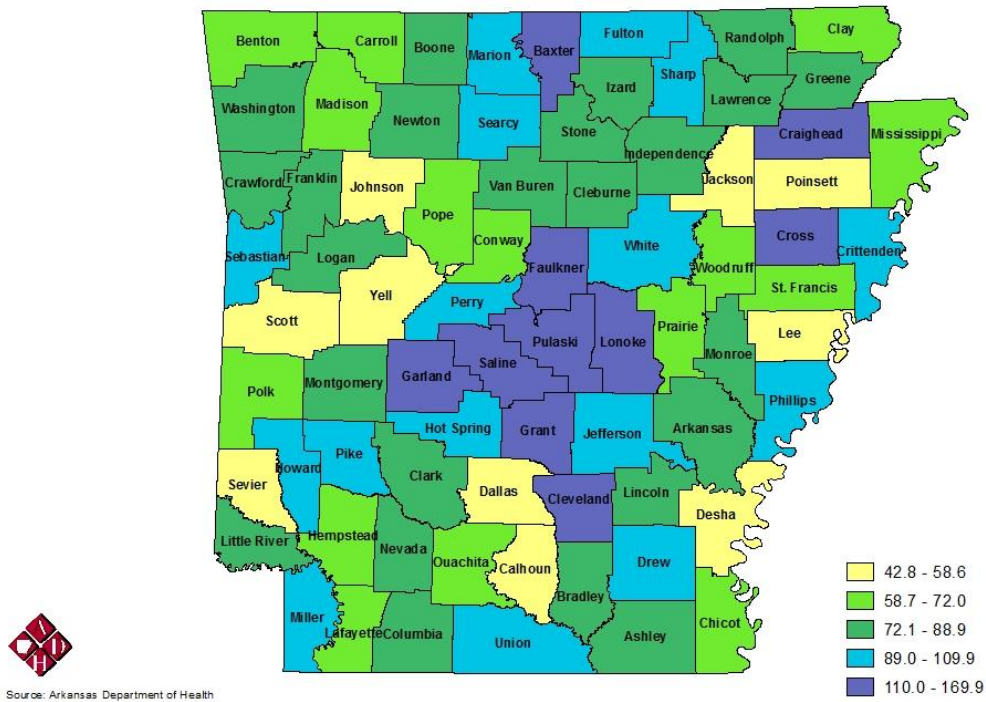 Benton
Carroll
Boone
Marion
Baxter
Fulton
Sharp
Randolph
Clay
Greene
Lawrence
Izard
Washington
Madison
Newton
Searcy
Stone
Independence
Craighead
Mississippi
Crawford
Franklin
Johnson
Pope
Van Buren
Cleburne
Jackson
Poinsett
Sebastian
Logan
Conway
Faulkner
White
Woodruff
Cross
Crittenden
St. Francis
Scott
Yell
Perry
Pulaski
Lonoke
Prairie
Monroe
Lee
Polk
Montgomery
Garland
Saline
Hot Spring
Grant
Jefferson
Arkansas
Phillips
Sevier
Howard
Pike
Clark
Dallas
Cleveland
Lincoln
Desha
Little River
Hempstead
Nevada
Ouachita
Calhoun
Bradley
Drew
Chicot
Miller
Lafayette
Columbia
Union
Ashley
42.8 - 58.6
58.7 - 72.0
72.1 - 88.9
89.0 - 109.9
110.0 - 169.9
A
D
H
Source: Arkansas Department of Health